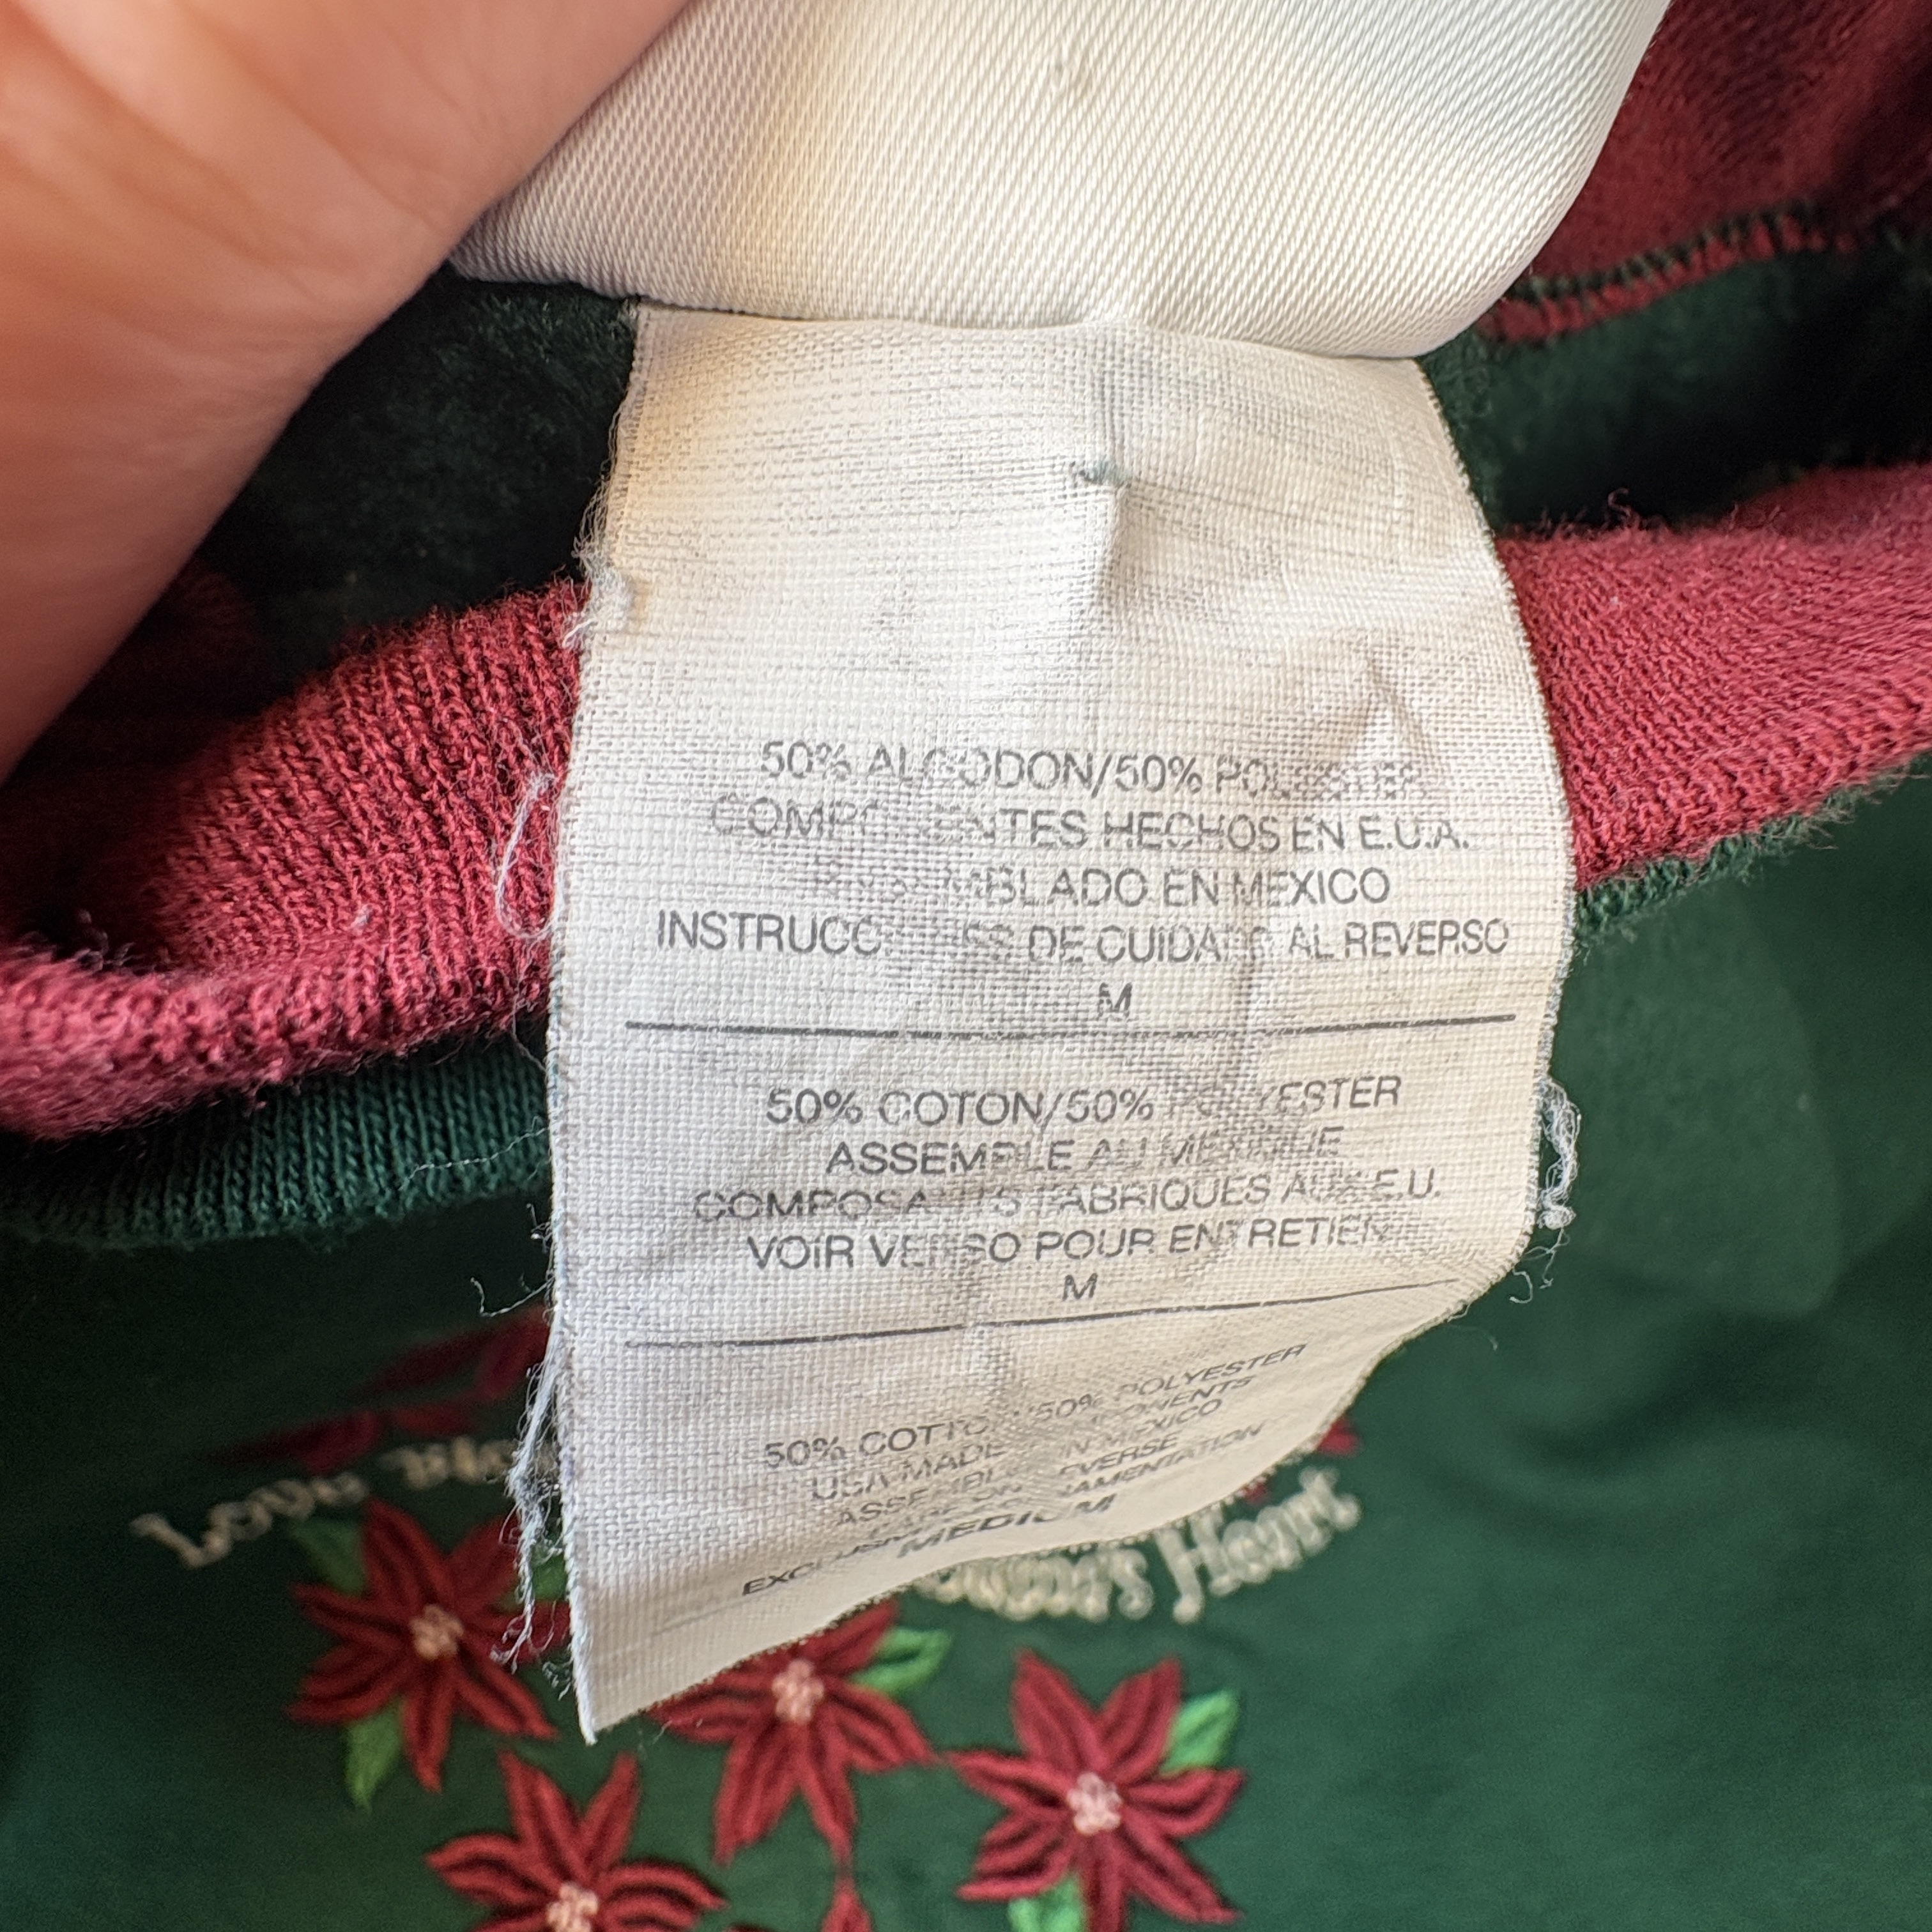 50% ALGODON/50% POLYESTER
COMPONENTES HECHOS EN E.U.A.
ENSAMBLADO EN MEXICO
INSTRUCCIONES DE CUIDADO AL REVERSO
M
50% COTON/50% POLYESTER
ASSEMBLE AU MEXIQUE
COMPOSANTS FABRIQUES AUX E.U.
VOIR VERSO POUR ENTRETIEN
M
50% COTTON/50% POLYESTER
USA MADE COMPONENTS
ASSEMBLED IN MEXICO
CARE ON REVERSE
EXCLUSIVE OF ORNAMENTATION
MEDIUM
Love
Heart